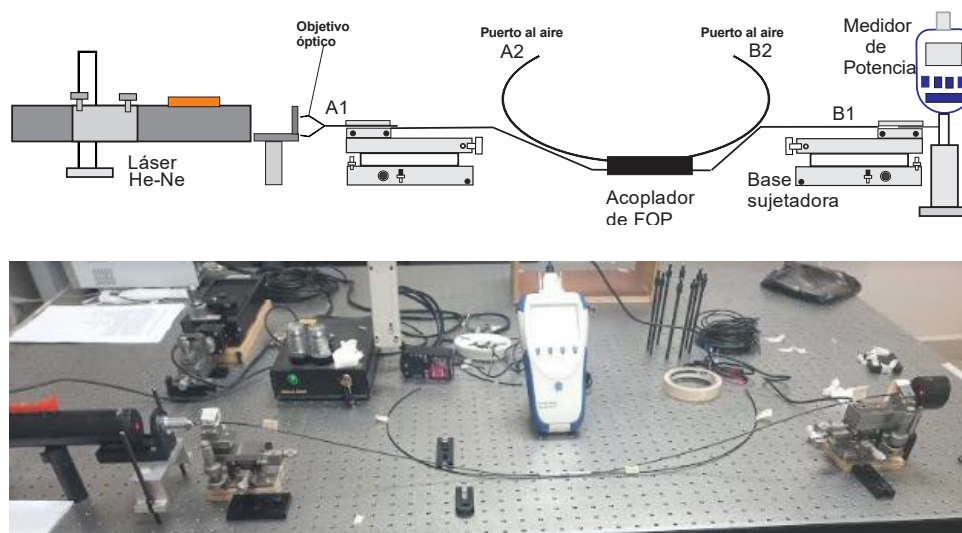 Objetivo
óptico
A1
Puerto al aire
A2
Puerto al aire
B2
Medidor
de
Potencia
B1
Láser
He-Ne
Acoplador
de FOP
Base
sujetadora